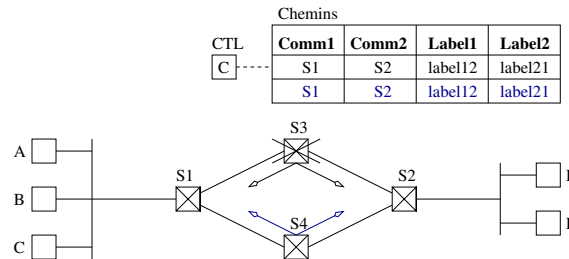 Chemins
CTL Comm1 Comm2 Label1 Label2
C S1 S2 label12 label21
S1 S2 label12 label21
S3
A
S1 S2
B
S4
C